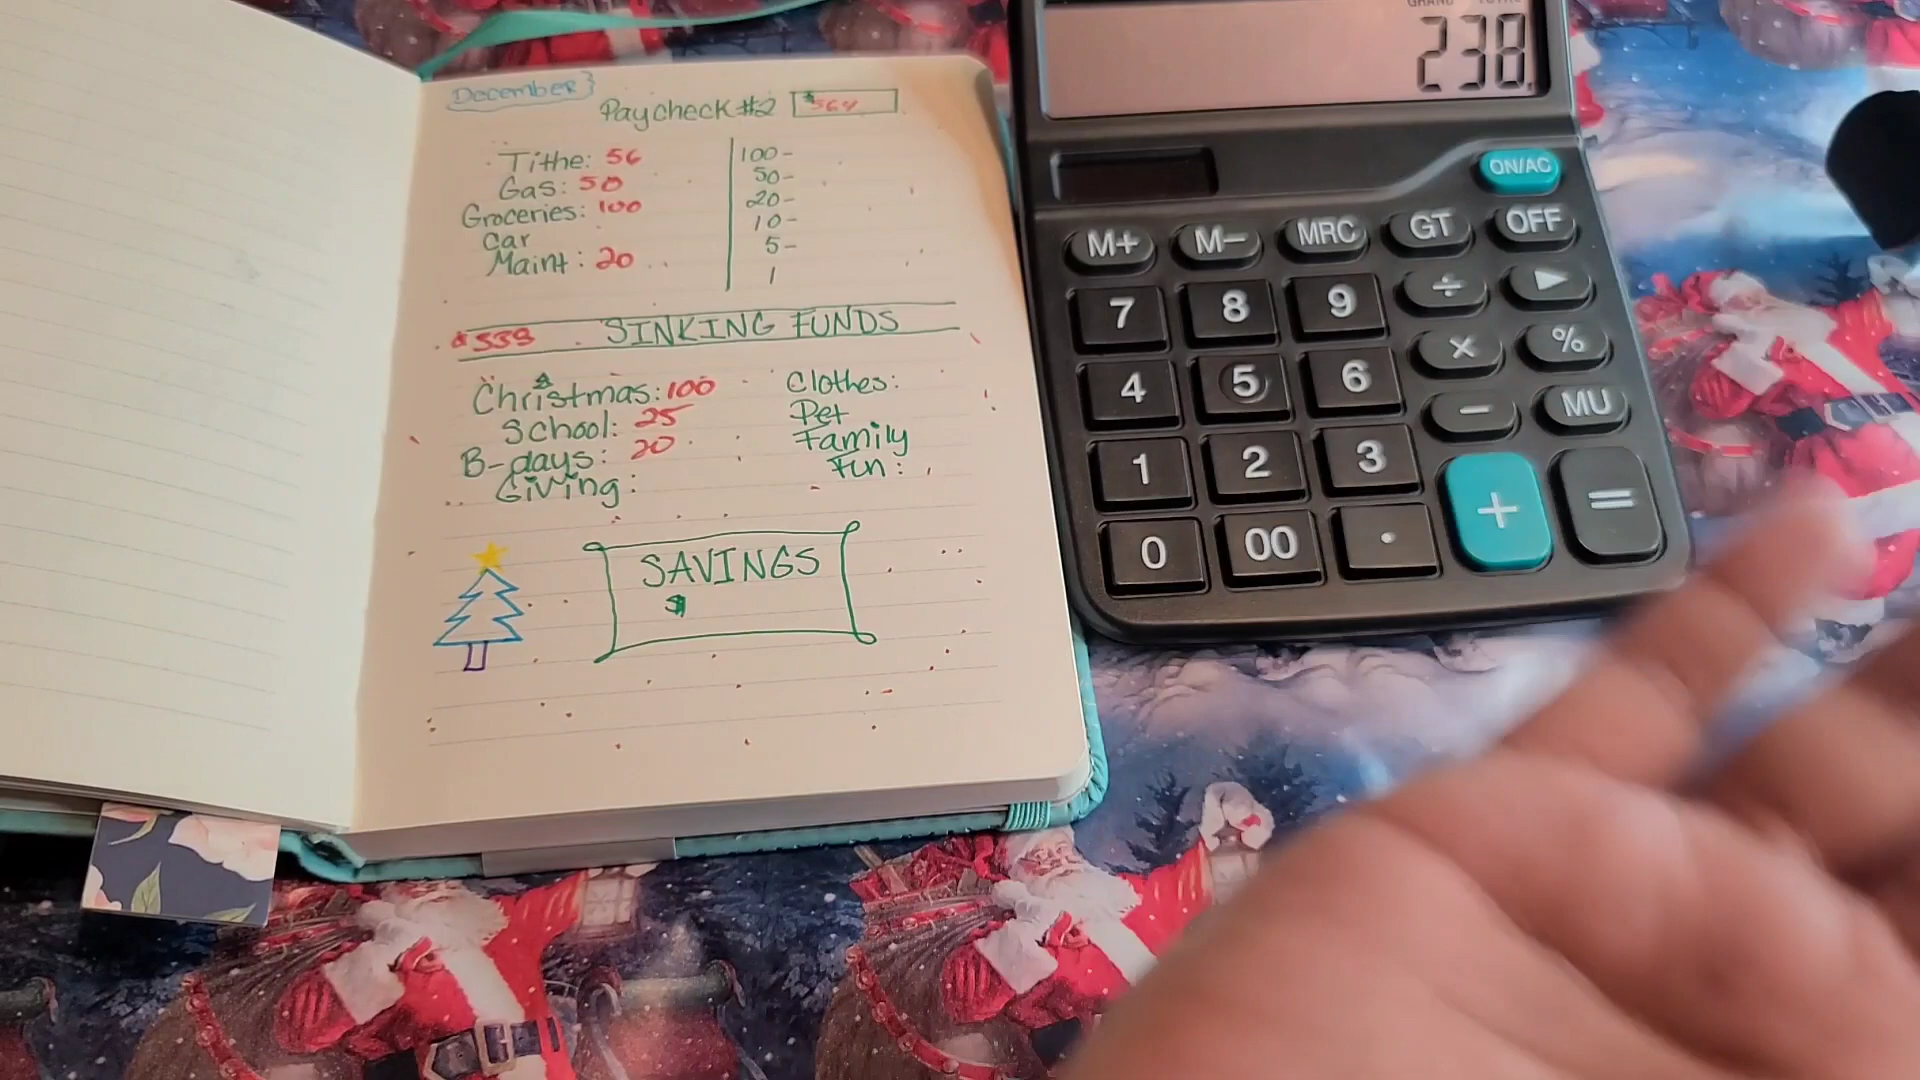 December
Paycheck #2 $564
Tithe: 56
Gas: 50
Groceries: 100
Car
Maint: 20
100-
50-
20-
10-
5-
1
$338 SINKING FUNDS
Christmas: 100
School: 25
B-days: 20
Giving:
Clothes:
Pet
Family
Fun:
SAVINGS
$
238.
ON/AC
M+ M- MRC GT OFF
7 8 9 ÷ ▶
4 5 6 × %
1 2 3 - MU
0 00 . + =